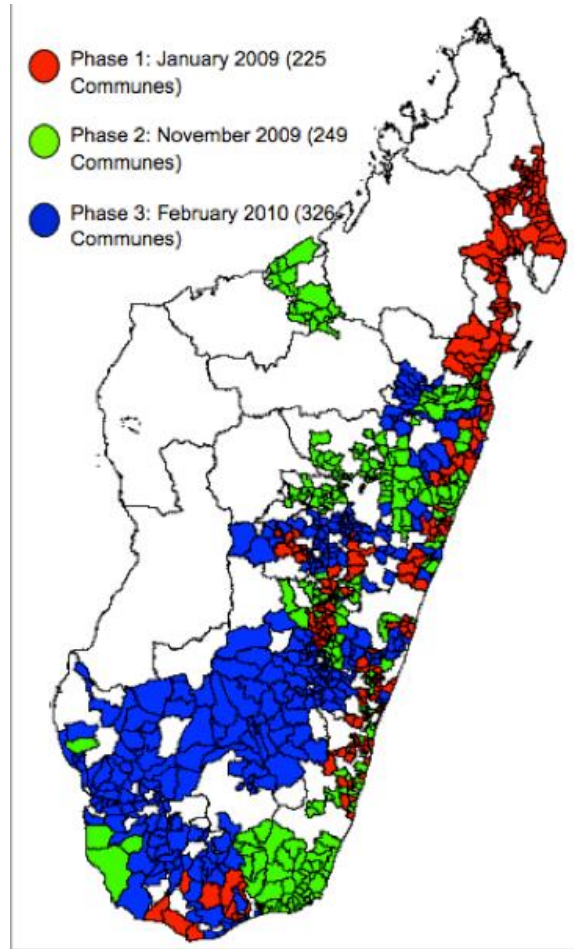 Phase 1: January 2009 (225
Communes)
Phase 2: November 2009 (249
Communes)
Phase 3: February 2010 (326
Communes)